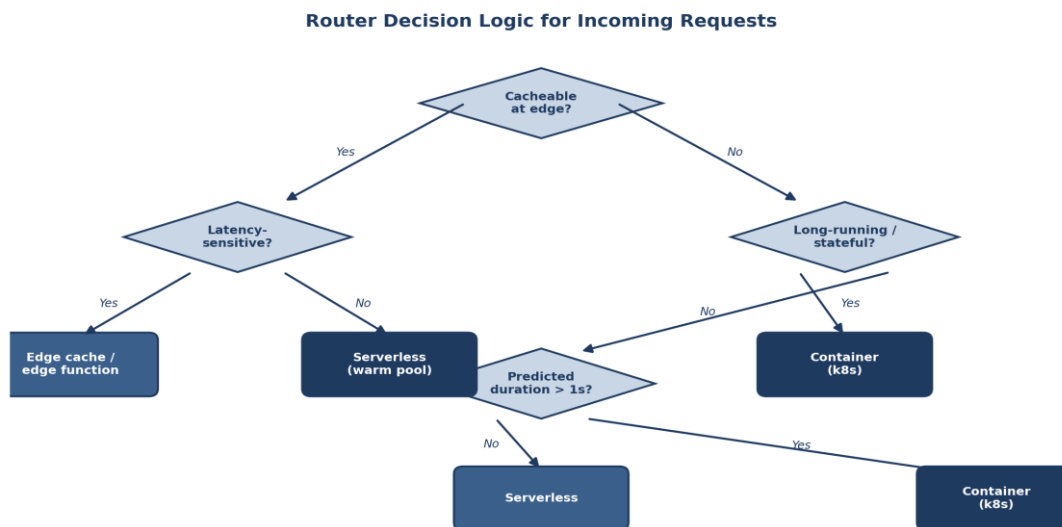 Router Decision Logic for Incoming Requests
Cacheable
at edge?
Yes
No
Latency-
sensitive?
Long-running /
stateful?
Yes
No
No
Yes
Edge cache /
edge function
Serverless
(warm pool)
Predicted
duration > 1s?
Container
(k8s)
No
Yes
Serverless
Container
(k8s)